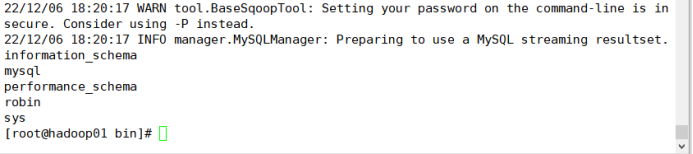 22/12/06 18:20:17 WARN tool.BaseSqoopTool: Setting your password on the command-line is in
secure. Consider using -P instead.
22/12/06 18:20:17 INFO manager.MySQLManager: Preparing to use a MySQL streaming resultset.
information_schema
mysql
performance_schema
robin
sys
[root@hadoop01 bin]#